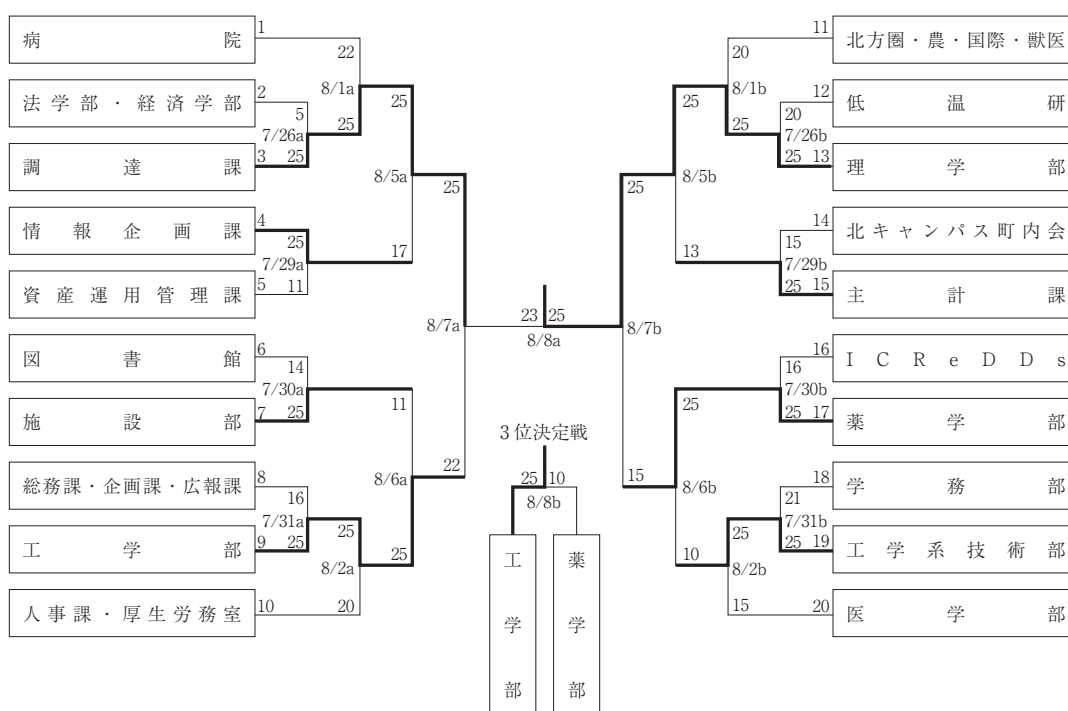 1
病院
22
8/1a
25
2
法学部・経済学部
5
7/26a
25
調達課
3
25
8/5a
25
4
情報企画課
25
7/29a
17
資産運用管理課
5
11
8/7a
23
6
図書館
14
7/30a
11
施設部
7
25
8/6a
22
8
総務課・企画課・広報課
16
7/31a
25
工学部
9
25
8/2a
25
人事課・厚生労務室
10
20
25
8/8a
3位決定戦
25
10
8/8b
工学部
薬学部
11
北方圏・農・国際・獣医
20
8/1b
25
12
低温研
20
7/26b
25
13
理学部
25
8/5b
25
14
北キャンパス町内会
15
7/29b
13
25
15
主計課
8/7b
16
ICReDDs
16
7/30b
25
25
17
薬学部
15
8/6b
18
学務部
21
7/31b
25
25
19
工学系技術部
10
8/2b
15
20
医学部